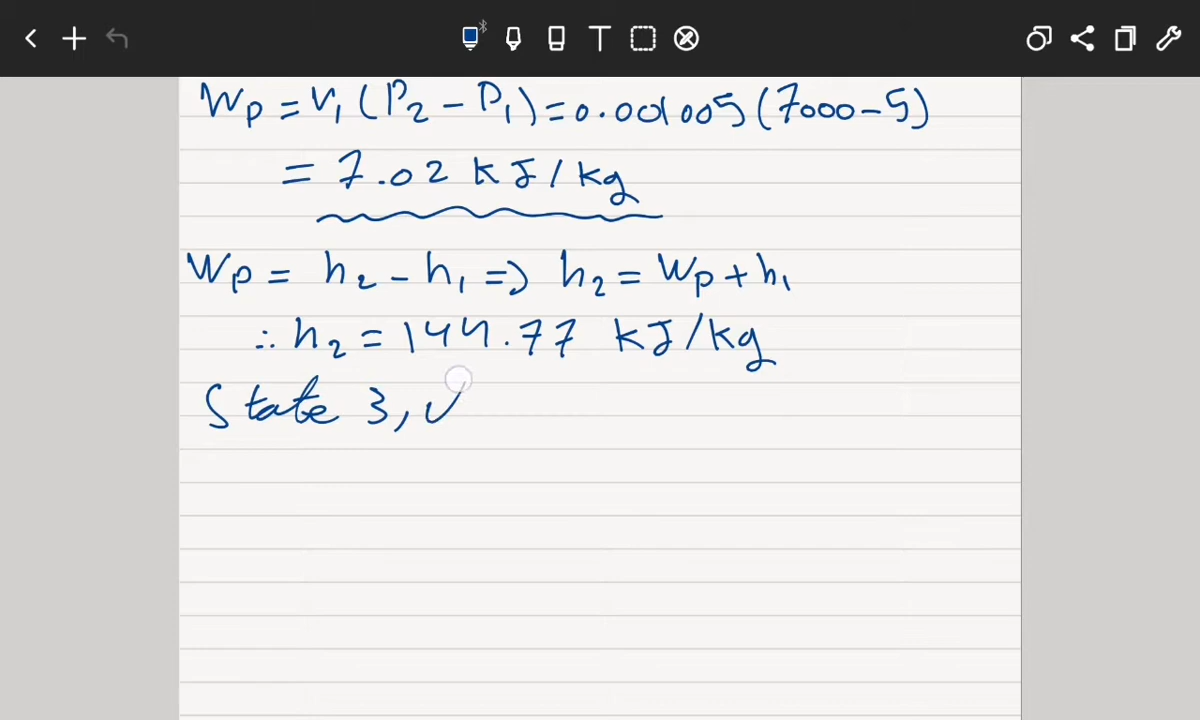 Wp = V₁ (P₂ - P₁) = 0.001005 (7000 - 5)
= 7.02 kJ/kg
Wp = h₂ - h₁ => h₂ = Wp + h₁
∴ h₂ = 144.77 kJ/kg
State 3, v